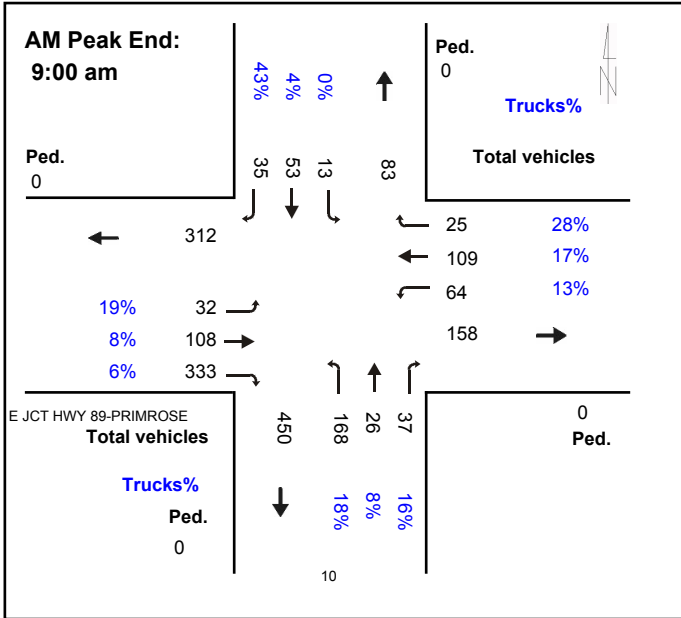 AM Peak End:
9:00 am
43% 4% 0%
35 53 13 83
Ped.
0
N
Trucks%
Total vehicles
Ped.
0
312
25 28%
109 17%
64 13%
158
19% 32
8% 108
6% 333
E JCT HWY 89-PRIMROSE
Total vehicles
Trucks%
Ped.
0
450 168 26 37
18% 8% 16%
10
0
Ped.